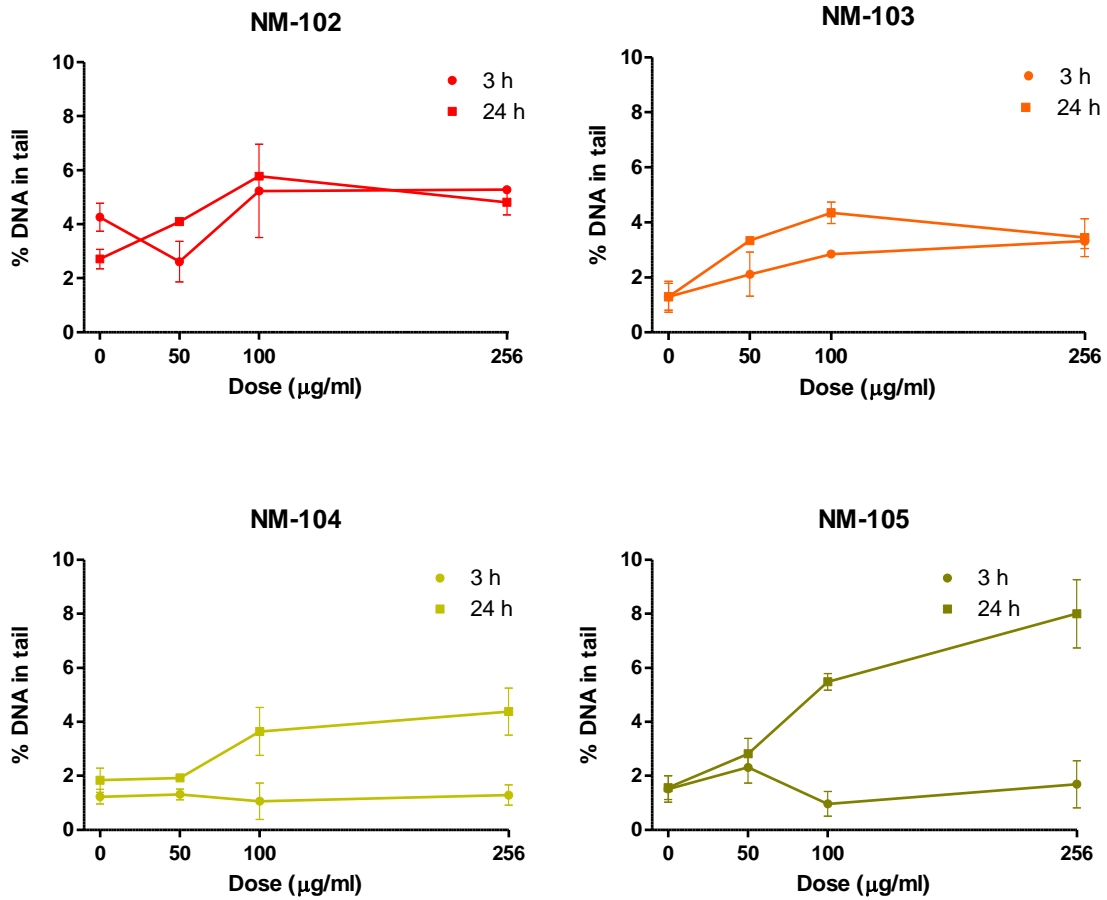 NM-102
10
8
6
4
2
0
% DNA in tail
3 h
24 h
0 50 100 256
Dose (μg/ml)
NM-103
10
8
6
4
2
0
% DNA in tail
3 h
24 h
0 50 100 256
Dose (μg/ml)
NM-104
10
8
6
4
2
0
% DNA in tail
3 h
24 h
0 50 100 256
Dose (μg/ml)
NM-105
10
8
6
4
2
0
% DNA in tail
3 h
24 h
0 50 100 256
Dose (μg/ml)